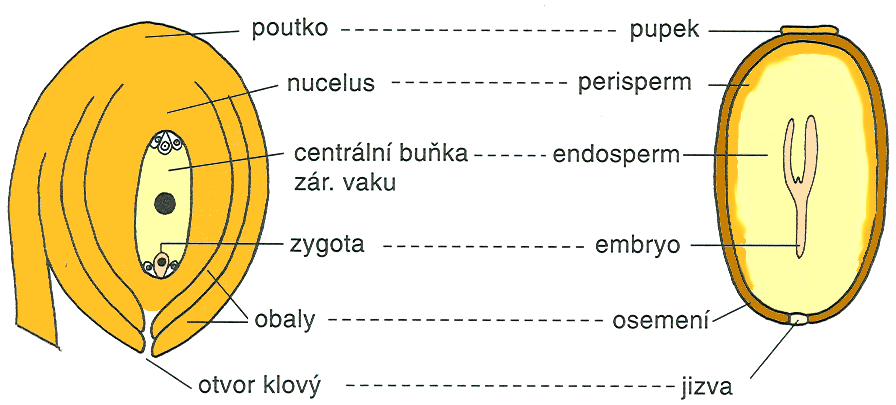 poutko pupek
nucelus perisperm
centrální buňka endosperm
zár. vaku
zygota embryo
obaly osemení
otvor klový jizva